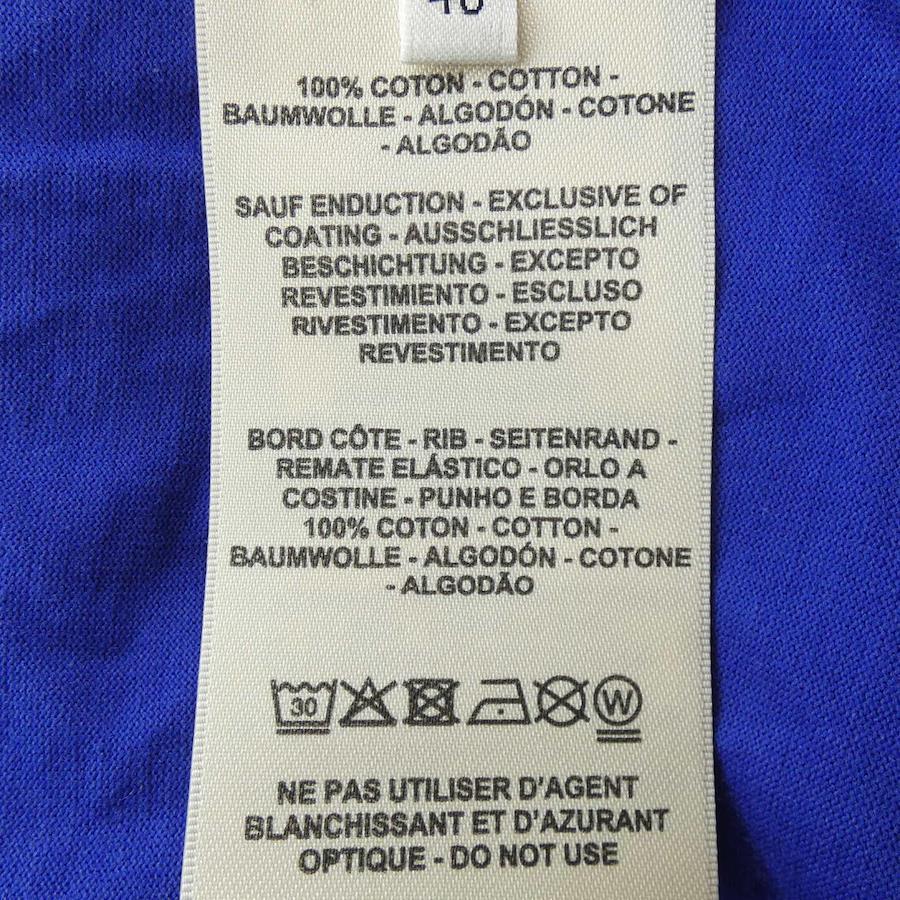 100% COTON - COTTON -
BAUMWOLLE - ALGODÓN - COTONE
- ALGODÃO
SAUF ENDUCTION - EXCLUSIVE OF
COATING - AUSSCHLIESSLICH
BESCHICHTUNG - EXCEPTO
REVESTIMIENTO - ESCLUSO
RIVESTIMENTO - EXCEPTO
REVESTIMENTO
BORD CÔTE - RIB - SEITENRAND -
REMATE ELÁSTICO - ORLO A
COSTINE - PUNHO E BORDA
100% COTON - COTTON -
BAUMWOLLE - ALGODÓN - COTONE
- ALGODÃO
30 W
NE PAS UTILISER D'AGENT
BLANCHISSANT ET D'AZURANT
OPTIQUE - DO NOT USE